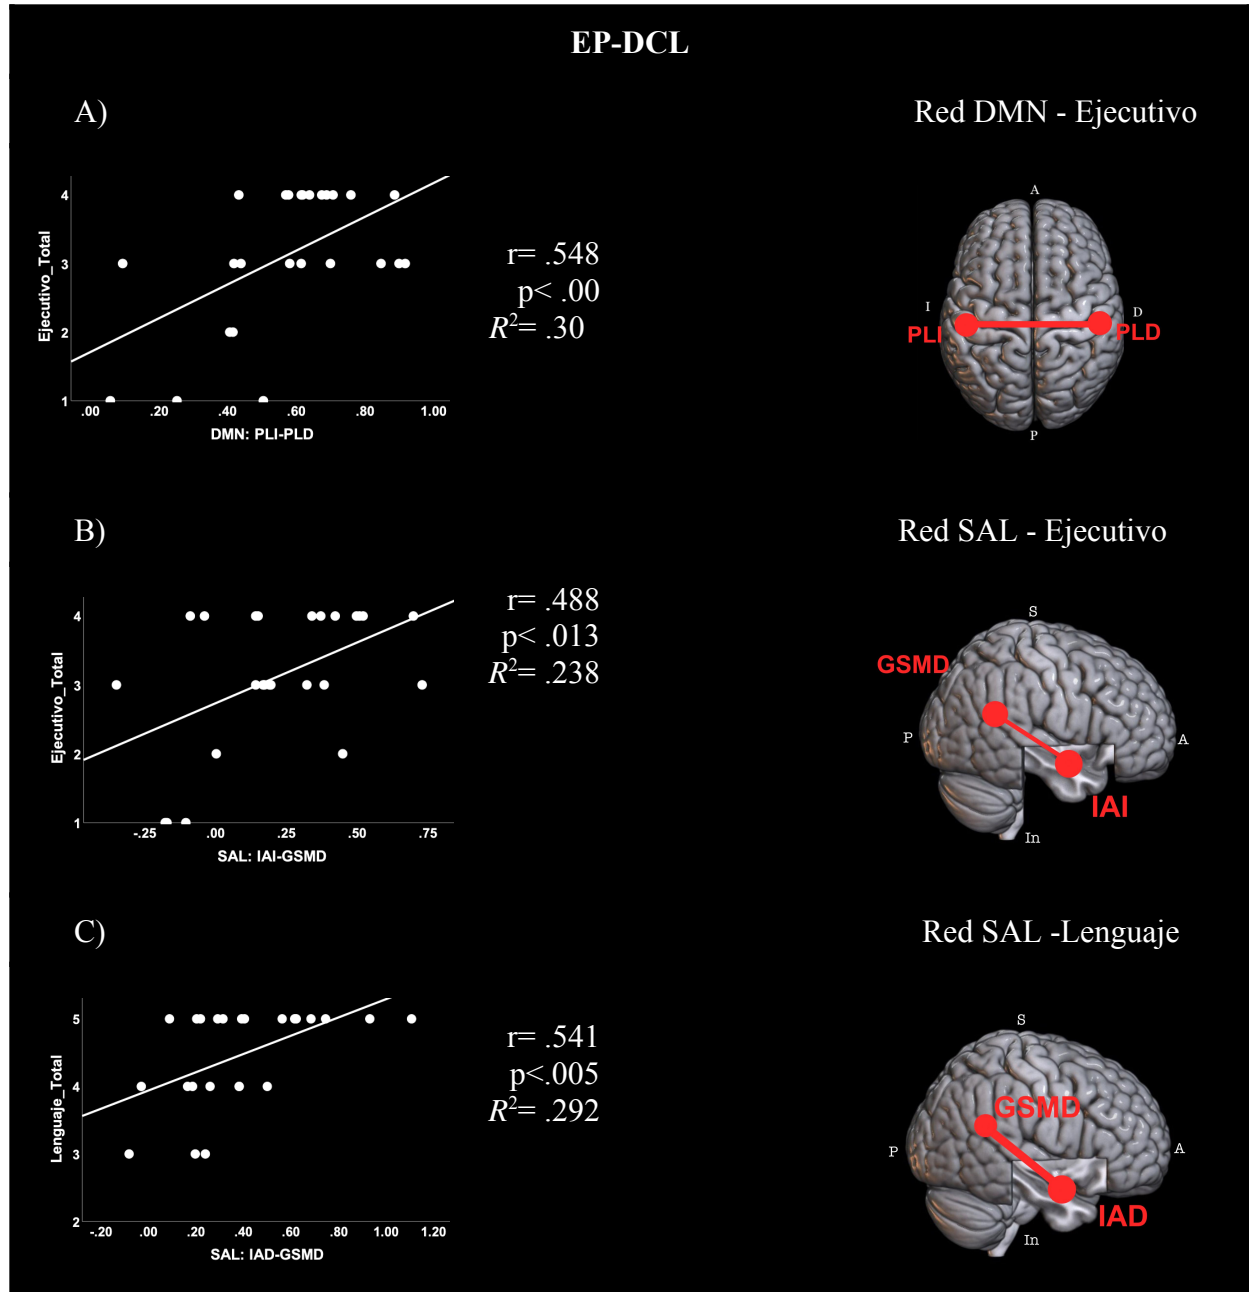 EP-DCL
A)
Red DMN - Ejecutivo
Ejecutivo_Total
4
3
2
1
.00 .20 .40 .60 .80 1.00
DMN: PLI-PLD
r= .548
p< .00
R²= .30
A
I
D
PLI
PLD
P
B)
Red SAL - Ejecutivo
Ejecutivo_Total
4
3
2
1
-.25 .00 .25 .50 .75
SAL: IAI-GSMD
r= .488
p< .013
R²= .238
S
GSMD
P
A
IAI
In
C)
Red SAL -Lenguaje
Lenguaje_Total
5
4
3
2
-.20 .00 .20 .40 .60 .80 1.00 1.20
SAL: IAD-GSMD
r= .541
p<.005
R²= .292
S
GSMD
P
A
IAD
In